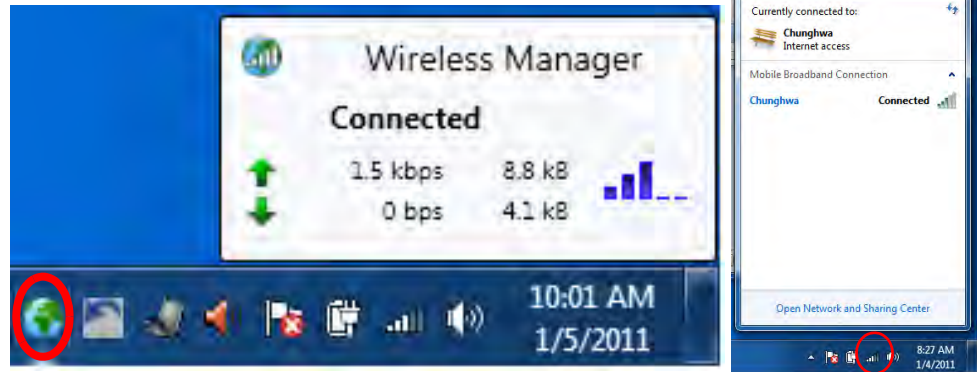 Wireless Manager
Connected
1.5 kbps 8.8 kB
0 bps 4.1 kB
10:01 AM
1/5/2011
Currently connected to:
Chunghwa
Internet access
Mobile Broadband Connection
Chunghwa Connected
Open Network and Sharing Center
8:27 AM
1/4/2011